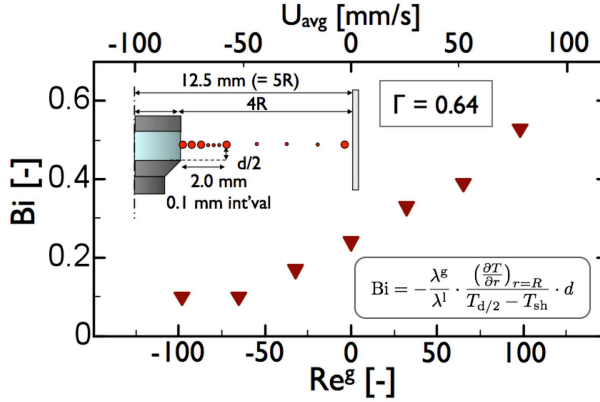 U_avg [mm/s]
-100 -50 0 50 100
12.5 mm (= 5R)
4R
Γ = 0.64
d/2
2.0 mm
0.1 mm int'val
Bi [-]
0.6
0.4
0.2
0
Bi = - λ^g/λ^l · (∂T/∂r)_{r=R} / (T_{d/2} - T_{sh}) · d
-100 -50 0 50 100
Re^g [-]